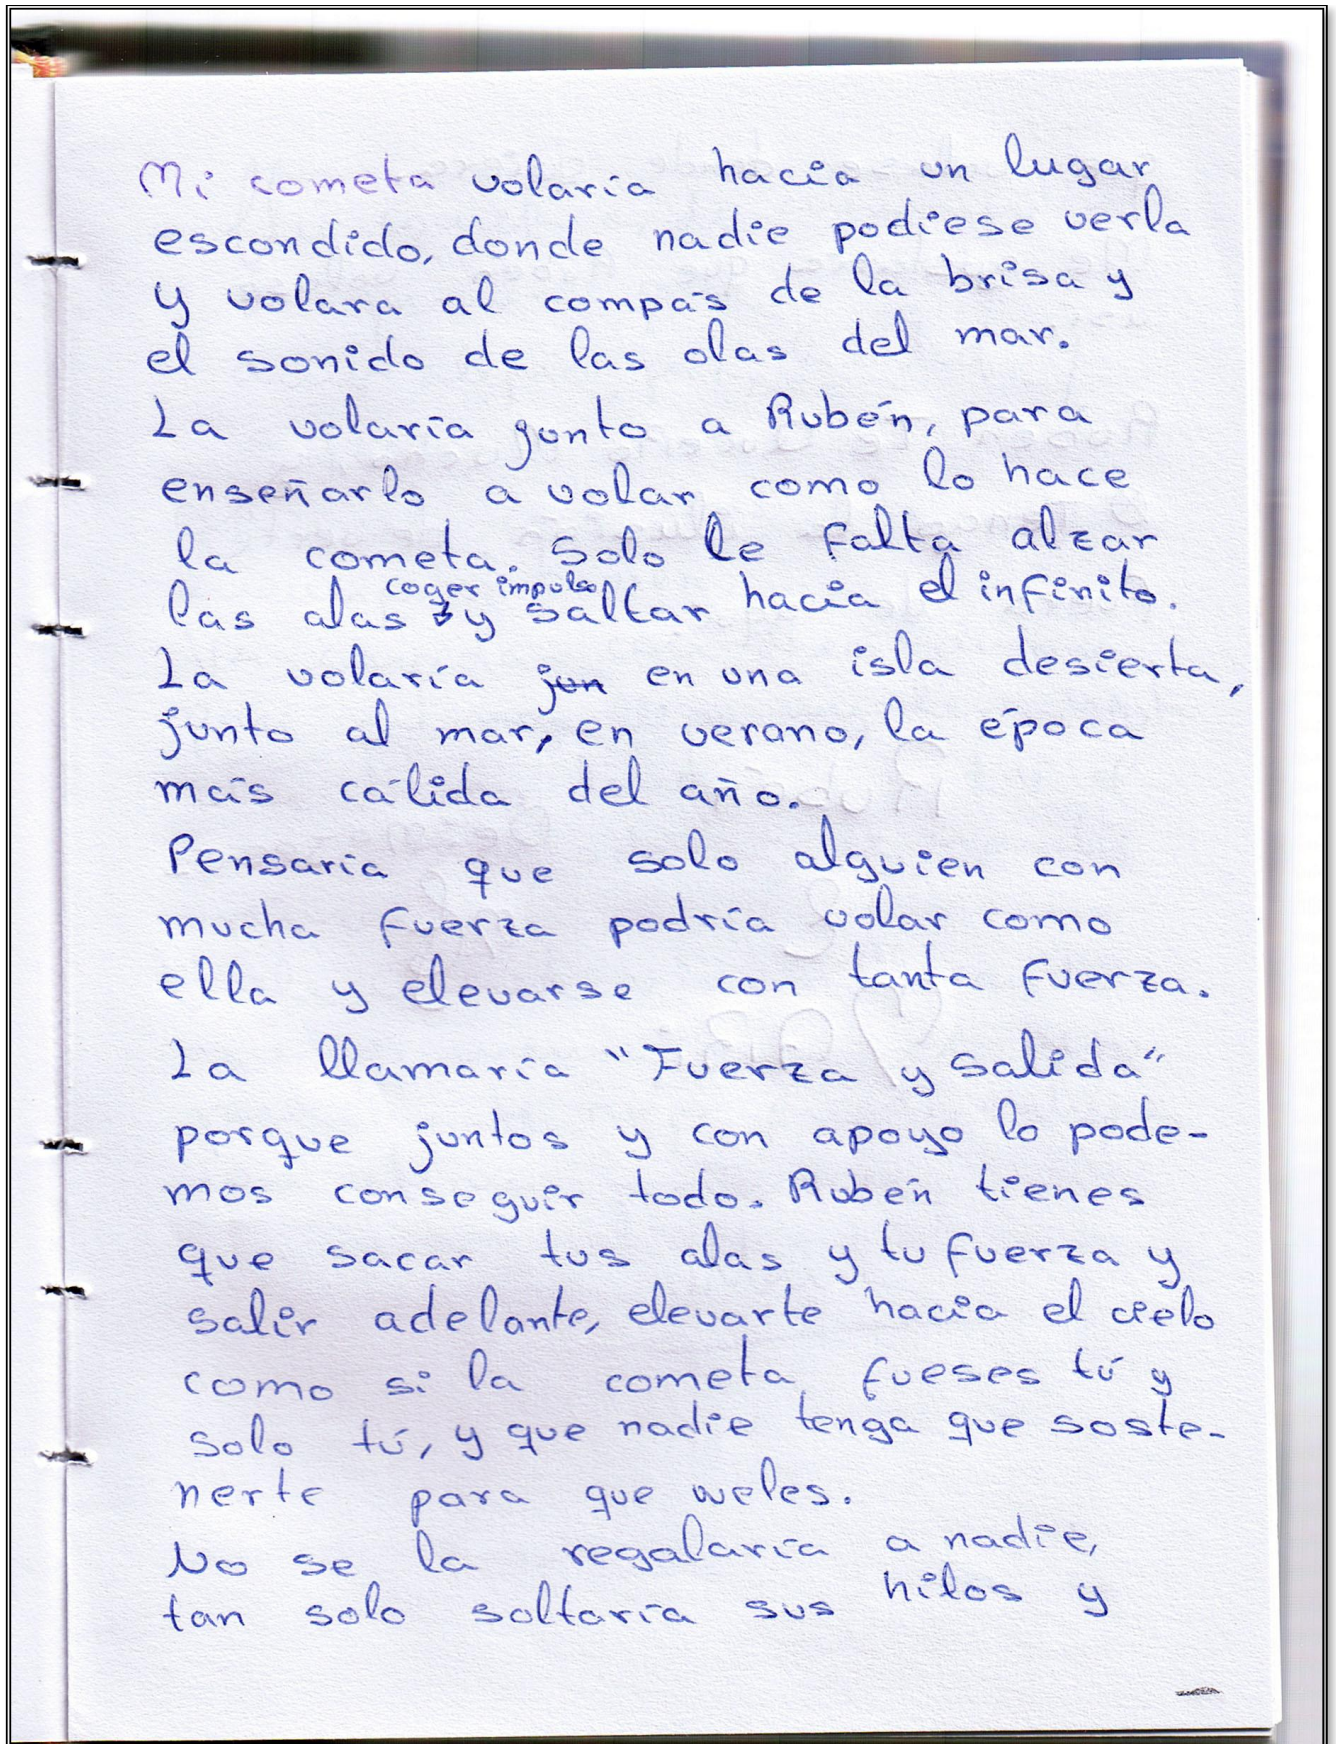 Mi cometa volaría hacia un lugar
escondido, donde nadie pudiese verla
y volara al compás de la brisa y
el sonido de las olas del mar.
La volaría junto a Rubén, para
enseñarlo a volar como lo hace
la cometa. Solo le falta alzar
coger impulso
las alas y saltar hacia el infinito.
La volaría jun en una isla desierta,
junto al mar, en verano, la época
más cálida del año.
Pensaría que solo alguien con
mucha fuerza podría volar como
ella y elevarse con tanta fuerza.
La llamaría "Fuerza y Salida"
porque juntos y con apoyo lo pode-
mos conseguir todo. Rubén tienes
que sacar tus alas y tu fuerza y
salir adelante, elevarte hacia el cielo
como si la cometa fueses tú y
solo tú, y que nadie tenga que soste-
nerte para que vueles.
No se la regalaría a nadie,
tan solo soltaría sus hilos y